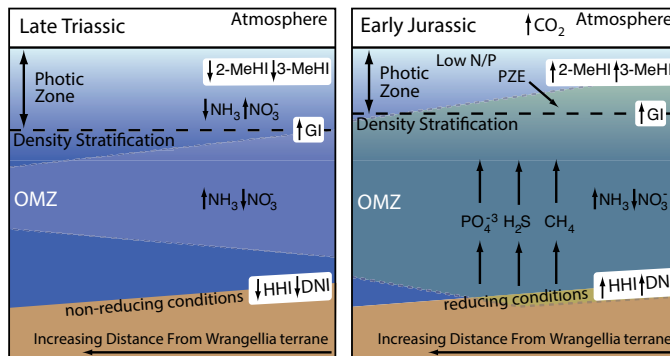 Late Triassic
Atmosphere
↓2-MeHI↓3-MeHI
Photic
Zone
↓NH₃↑NO₃⁻
↑GI
Density Stratification
OMZ
↑NH₃↓NO₃⁻
↓HHI↓DNI
non-reducing conditions
Increasing Distance From Wrangellia terrane
Early Jurassic
↑CO₂
Atmosphere
Low N/P
↑2-MeHI↑3-MeHI
PZE
Photic
Zone
↑GI
Density Stratification
OMZ
↑NH₃↓NO₃⁻
PO₄⁻³ H₂S CH₄
↑HHI↑DNI
reducing conditions
Increasing Distance From Wrangellia terrane